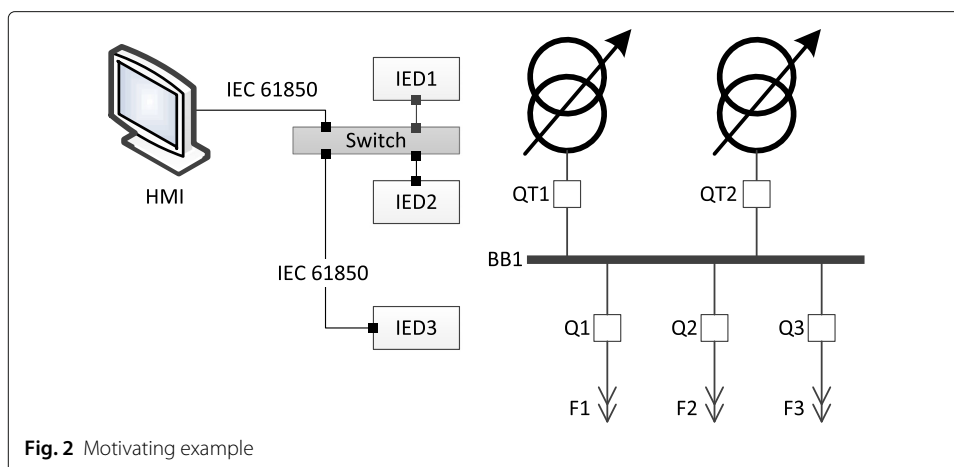 IEC 61850
IED1
Switch
HMI
IED2
IEC 61850
IED3
QT1
QT2
BB1
Q1
Q2
Q3
F1
F2
F3
Fig. 2 Motivating example